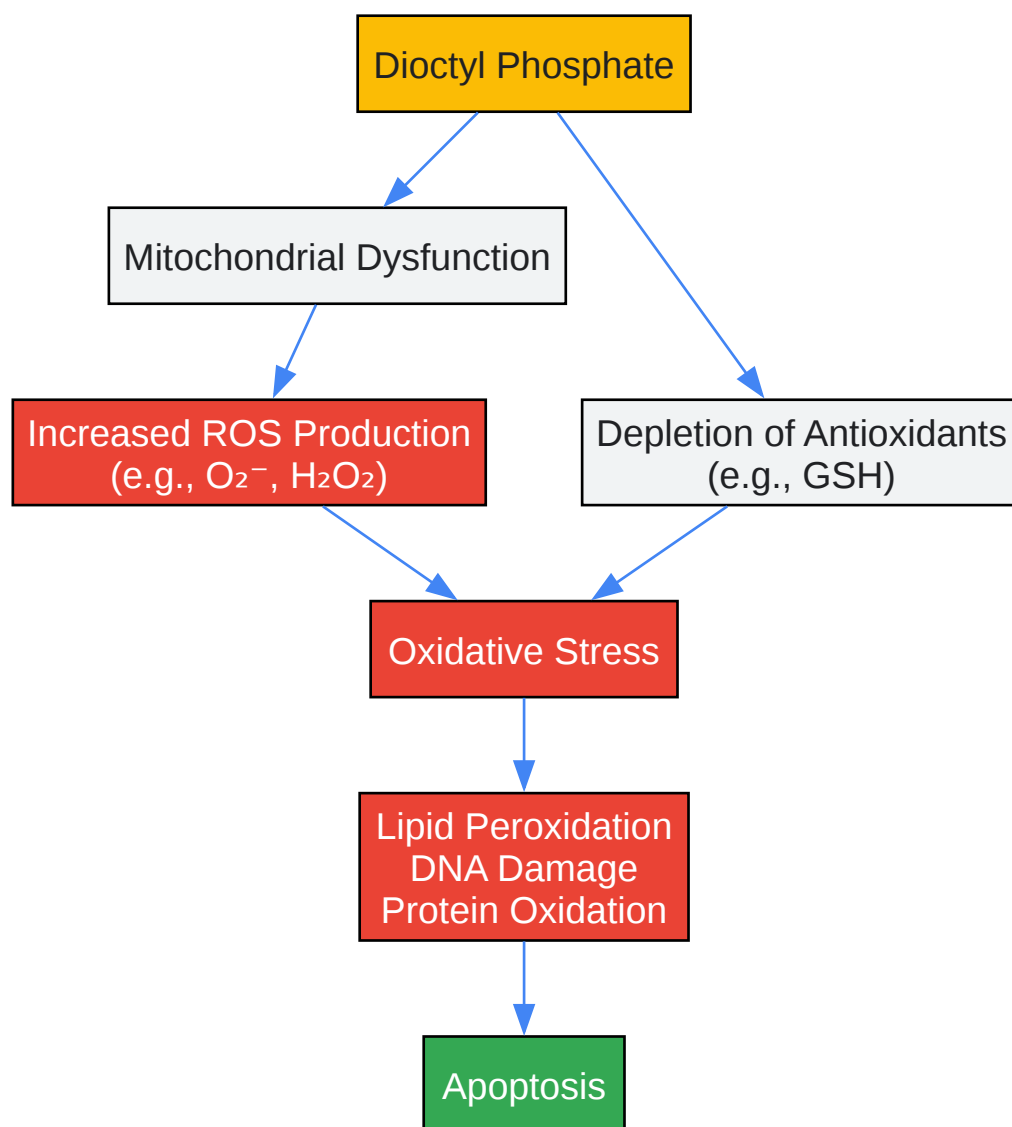 Dioctyl Phosphate
Mitochondrial Dysfunction
Increased ROS Production
(e.g., O₂⁻, H₂O₂)
Depletion of Antioxidants
(e.g., GSH)
Oxidative Stress
Lipid Peroxidation
DNA Damage
Protein Oxidation
Apoptosis